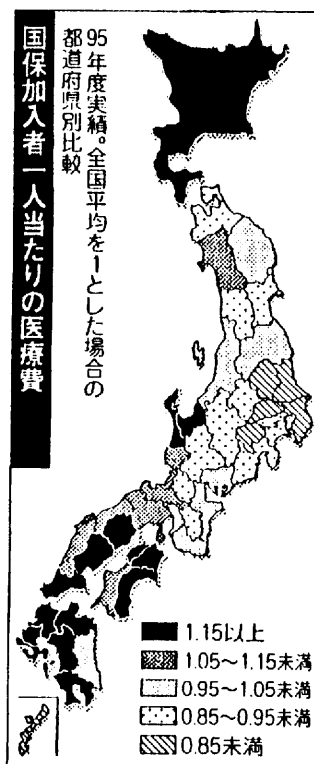 国保加入者一人当たりの医療費
95年度実績。全国平均を1とした場合の
都道府県別比較
1.15以上
1.05〜1.15未満
0.95〜1.05未満
0.85〜0.95未満
0.85未満